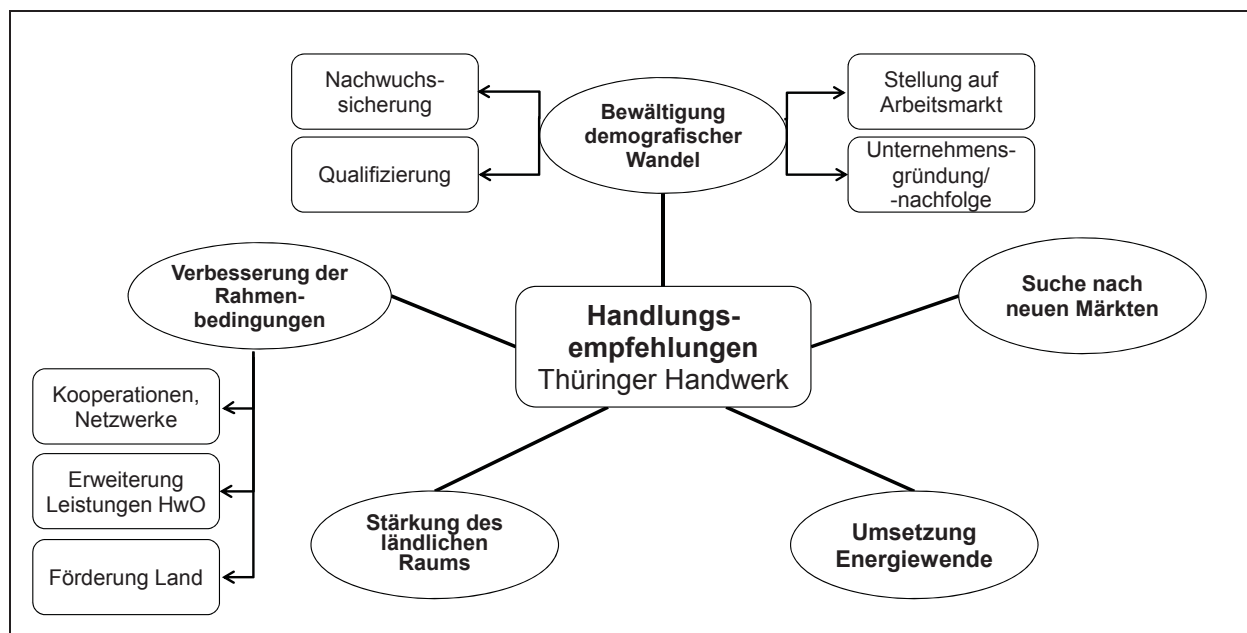 Nachwuchs-
sicherung
Qualifizierung
Bewältigung
demografischer
Wandel
Stellung auf
Arbeitsmarkt
Unternehmens-
gründung/
-nachfolge
Verbesserung der
Rahmen-
bedingungen
Suche nach
neuen Märkten
Handlungs-
empfehlungen
Thüringer Handwerk
Kooperationen,
Netzwerke
Erweiterung
Leistungen HwO
Förderung Land
Stärkung des
ländlichen
Raums
Umsetzung
Energiewende